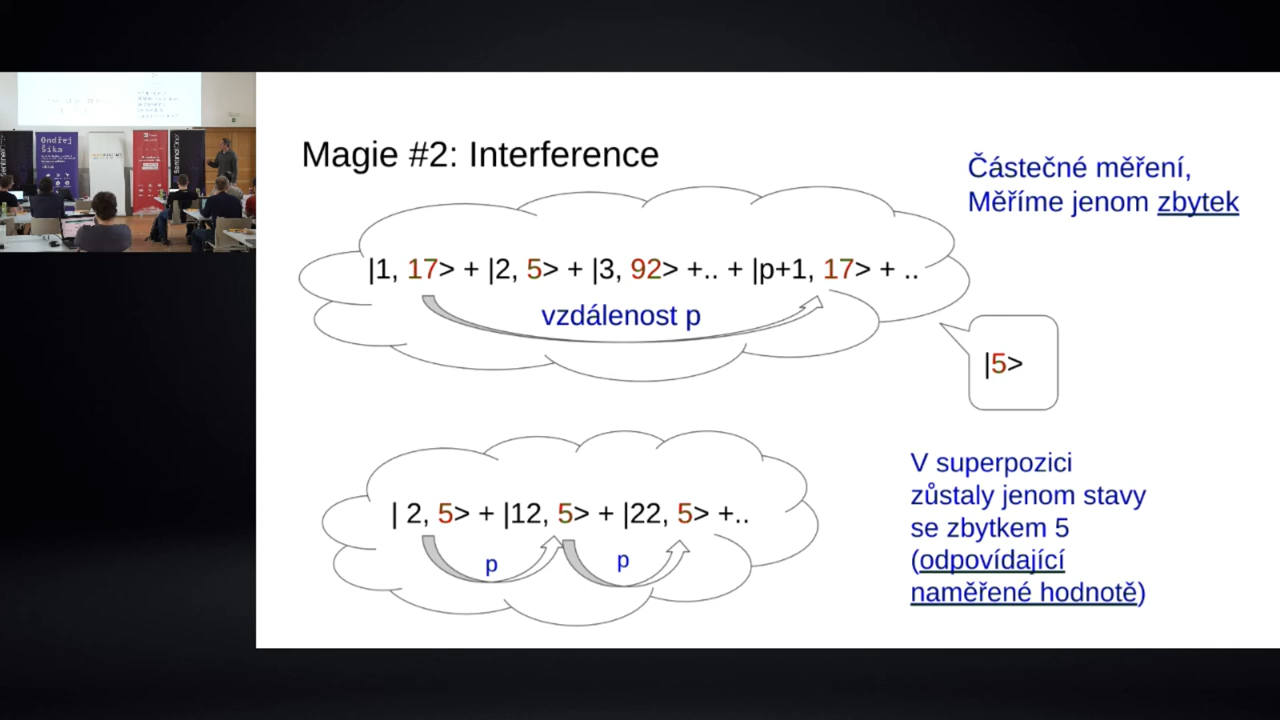 Magie #2: Interference
Částečné měření,
Měříme jenom zbytek
|1, 17> + |2, 5> + |3, 92> +.. + |p+1, 17> + ..
vzdálenost p
|5>
| 2, 5> + |12, 5> + |22, 5> +..
p
p
V superpozici
zůstaly jenom stavy
se zbytkem 5
(odpovídající
naměřené hodnotě)
Ondřej
Šika